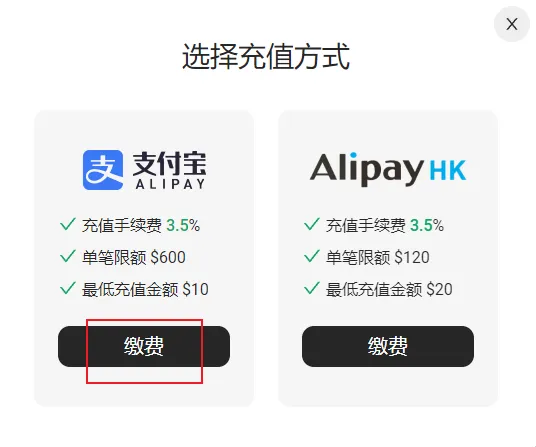 X
选择充值方式
支付宝
ALIPAY
充值手续费 3.5%
单笔限额 $600
最低充值金额 $10
缴费
Alipay HK
充值手续费 3.5%
单笔限额 $120
最低充值金额 $20
缴费